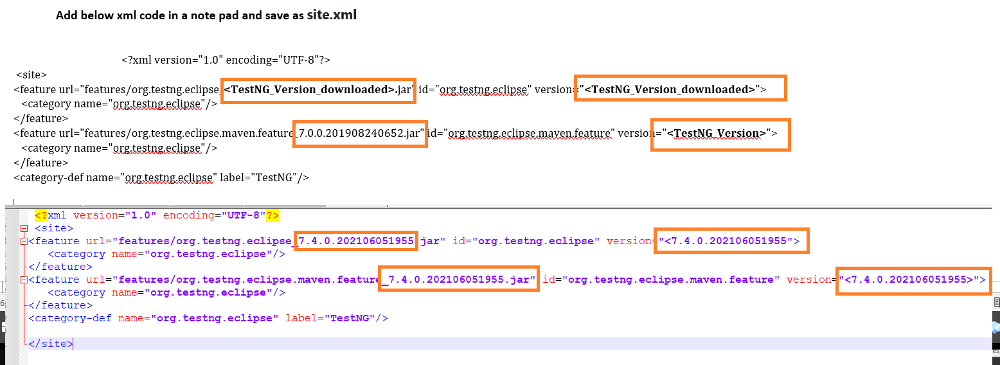 Add below xml code in a note pad and save as site.xml
<?xml version="1.0" encoding="UTF-8"?>
<site>
<feature url="features/org.testng.eclipse_<TestNG_Version_downloaded>.jar" id="org.testng.eclipse" version="<TestNG_Version_downloaded>">
<category name="org.testng.eclipse"/>
</feature>
<feature url="features/org.testng.eclipse.maven.feature_7.0.0.201908240652.jar" id="org.testng.eclipse.maven.feature" version="<TestNG_Version>">
<category name="org.testng.eclipse"/>
</feature>
<category-def name="org.testng.eclipse" label="TestNG"/>
<?xml version="1.0" encoding="UTF-8"?>
<site>
<feature url="features/org.testng.eclipse_7.4.0.202106051955.jar" id="org.testng.eclipse" version="<7.4.0.202106051955">
<category name="org.testng.eclipse"/>
</feature>
<feature url="features/org.testng.eclipse.maven.feature_7.4.0.202106051955.jar" id="org.testng.eclipse.maven.feature" version="<7.4.0.202106051955>">
<category name="org.testng.eclipse"/>
</feature>
<category-def name="org.testng.eclipse" label="TestNG"/>
</site>